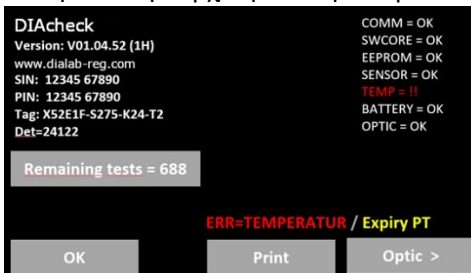 DIAcheck
Version: V01.04.52 (1H)
www.dialab-reg.com
SIN: 12345 67890
PIN: 12345 67890
Tag: X52E1F-S275-K24-T2
Det=24122
COMM = OK
SWCORE = OK
EEPROM = OK
SENSOR = OK
TEMP = !!
BATTERY = OK
OPTIC = OK
Remaining tests = 688
ERR=TEMPERATUR / Expiry PT
OK
Print
Optic >